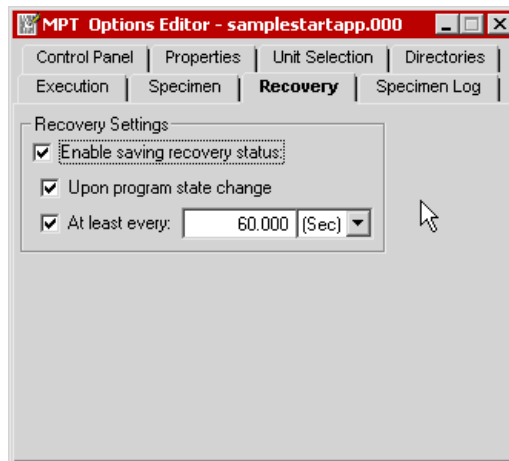 MPT Options Editor - samplestartapp.000
Control Panel Properties Unit Selection Directories
Execution Specimen Recovery Specimen Log
Recovery Settings
Enable saving recovery status:
Upon program state change
At least every: 60.000 (Sec)